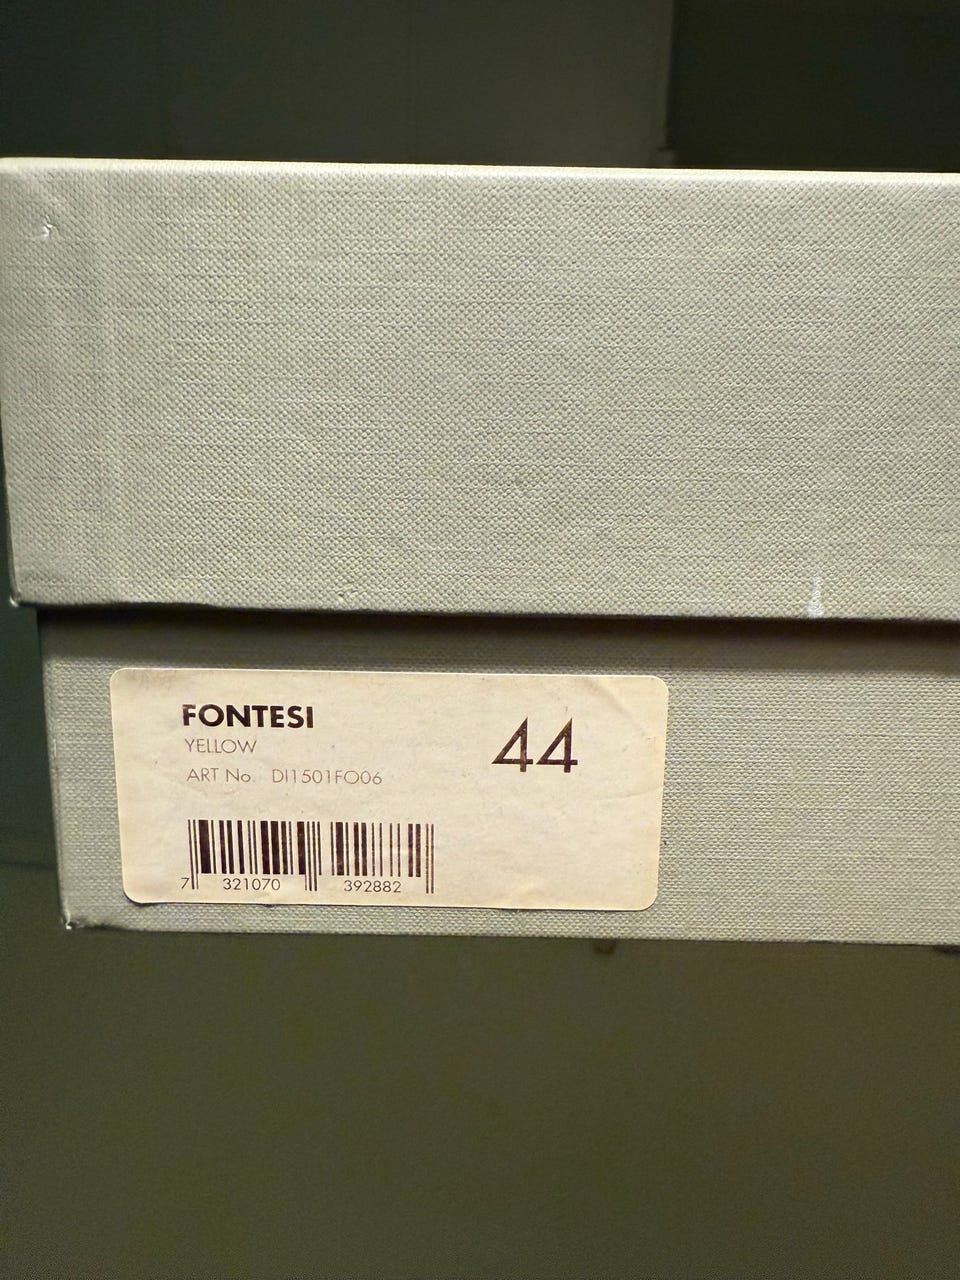 FONTESI
YELLOW
44
ART No. DI1501FO06
7 321070 392882